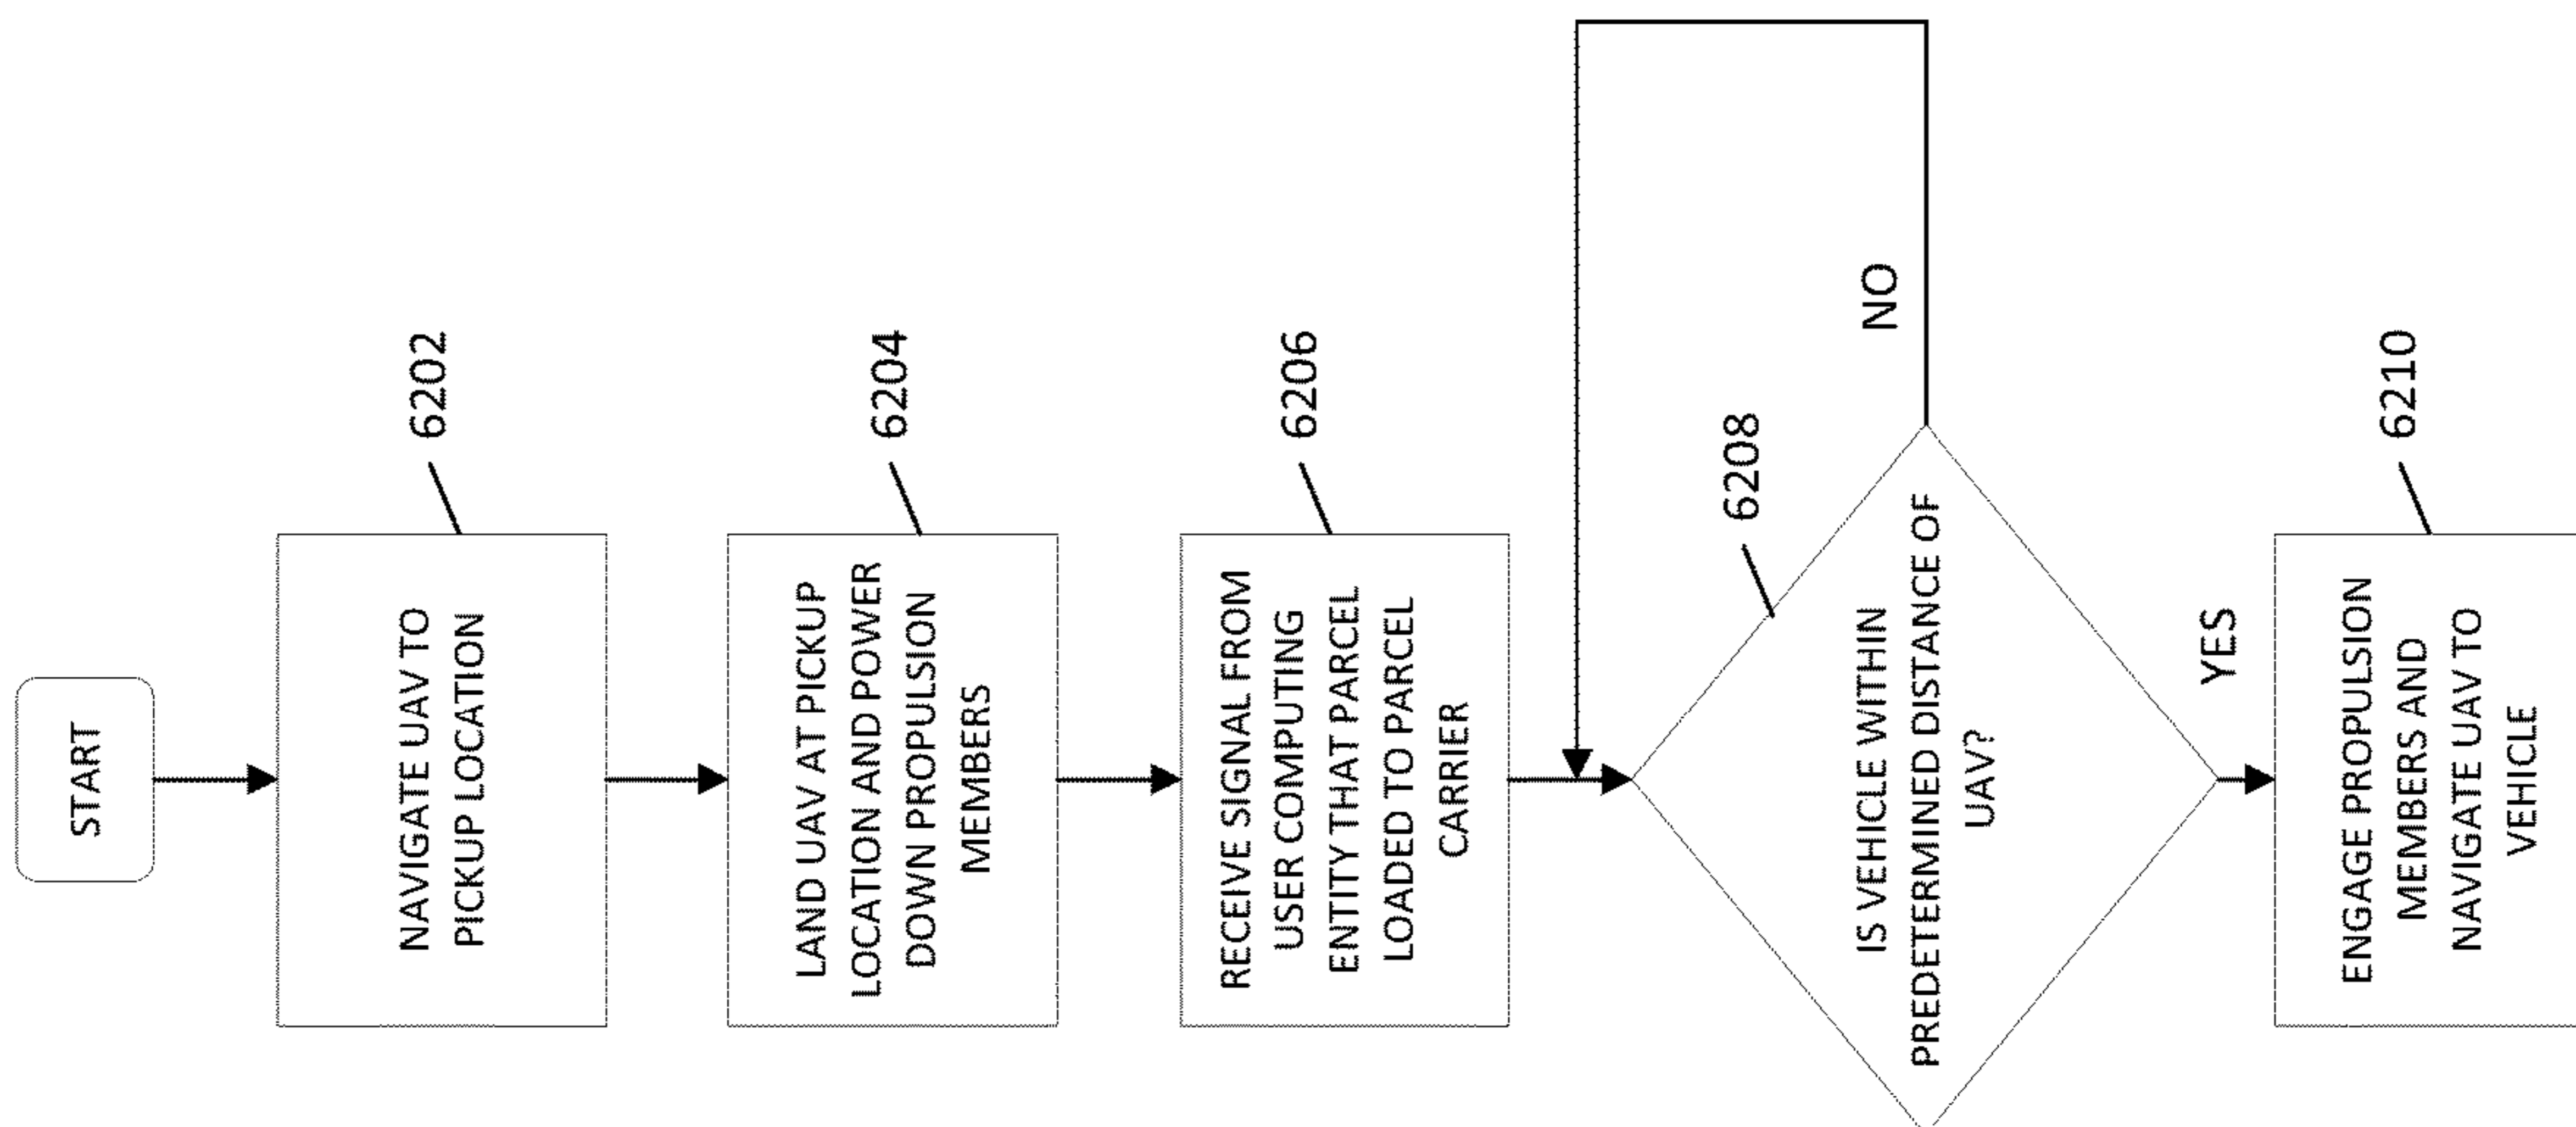 START
NAVIGATE UAV TO
PICKUP LOCATION
6202
LAND UAV AT PICKUP
LOCATION AND POWER
DOWN PROPULSION
MEMBERS
6204
RECEIVE SIGNAL FROM
USER COMPUTING
ENTITY THAT PARCEL
LOADED TO PARCEL
CARRIER
6206
IS VEHICLE WITHIN
PREDETERMINED DISTANCE OF
UAV?
6208
NO
YES
ENGAGE PROPULSION
MEMBERS AND
NAVIGATE UAV TO
VEHICLE
6210